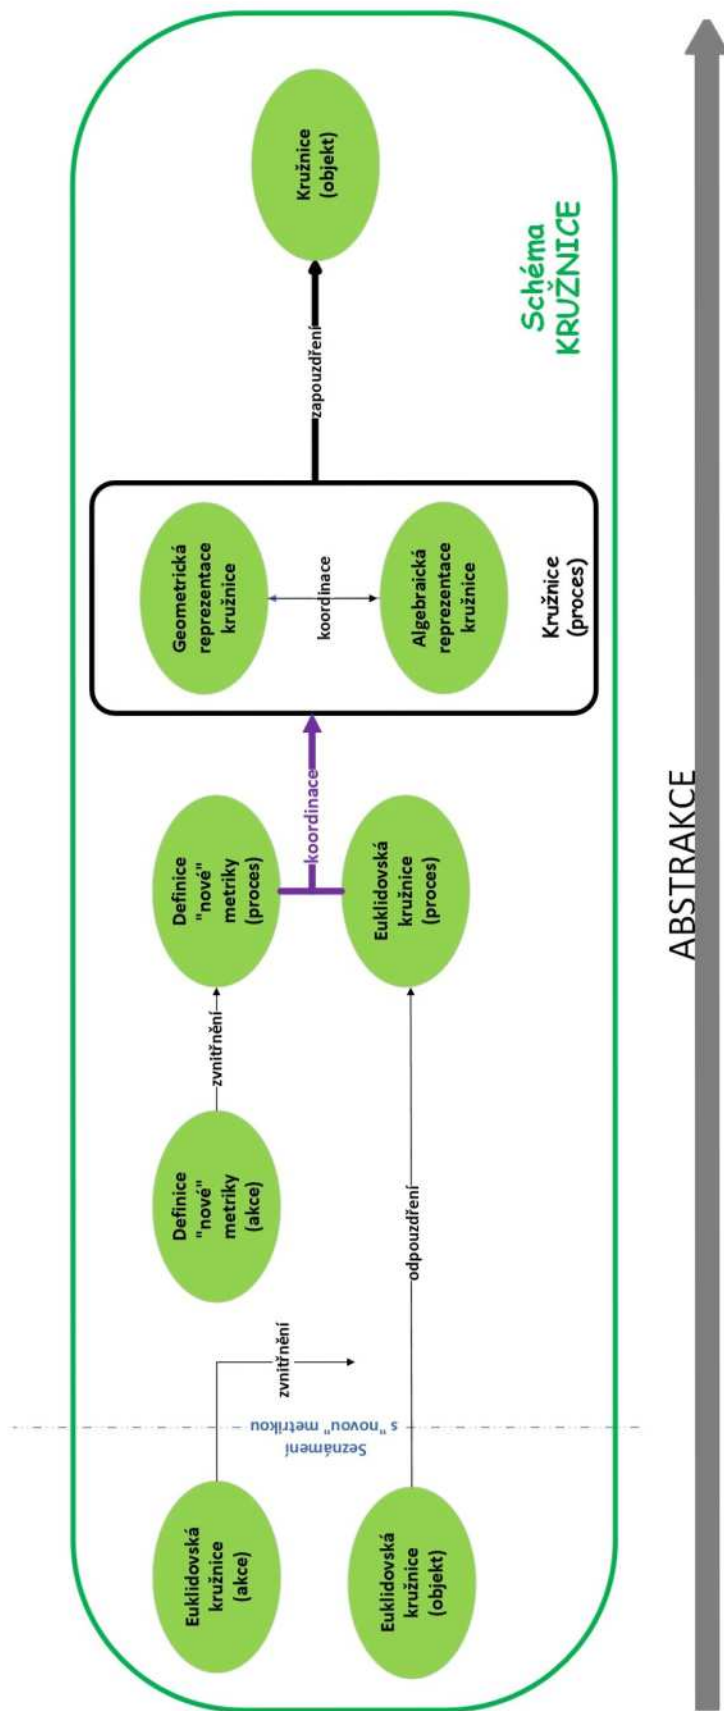 Euklidovská
kružnice
(akce)
Euklidovská
kružnice
(objekt)
Seznámení
s "novou" metrikou
zvnitřnění
Definice
"nové"
metriky
(akce)
zvnitřnění
odpouzdření
Definice
"nové"
metriky
(proces)
Euklidovská
kružnice
(proces)
koordinace
Geometrická
reprezentace
kružnice
koordinace
Algebraická
reprezentace
kružnice
Kružnice
(proces)
zapouzdření
Kružnice
(objekt)
Schéma
KRUŽNICE
ABSTRAKCE